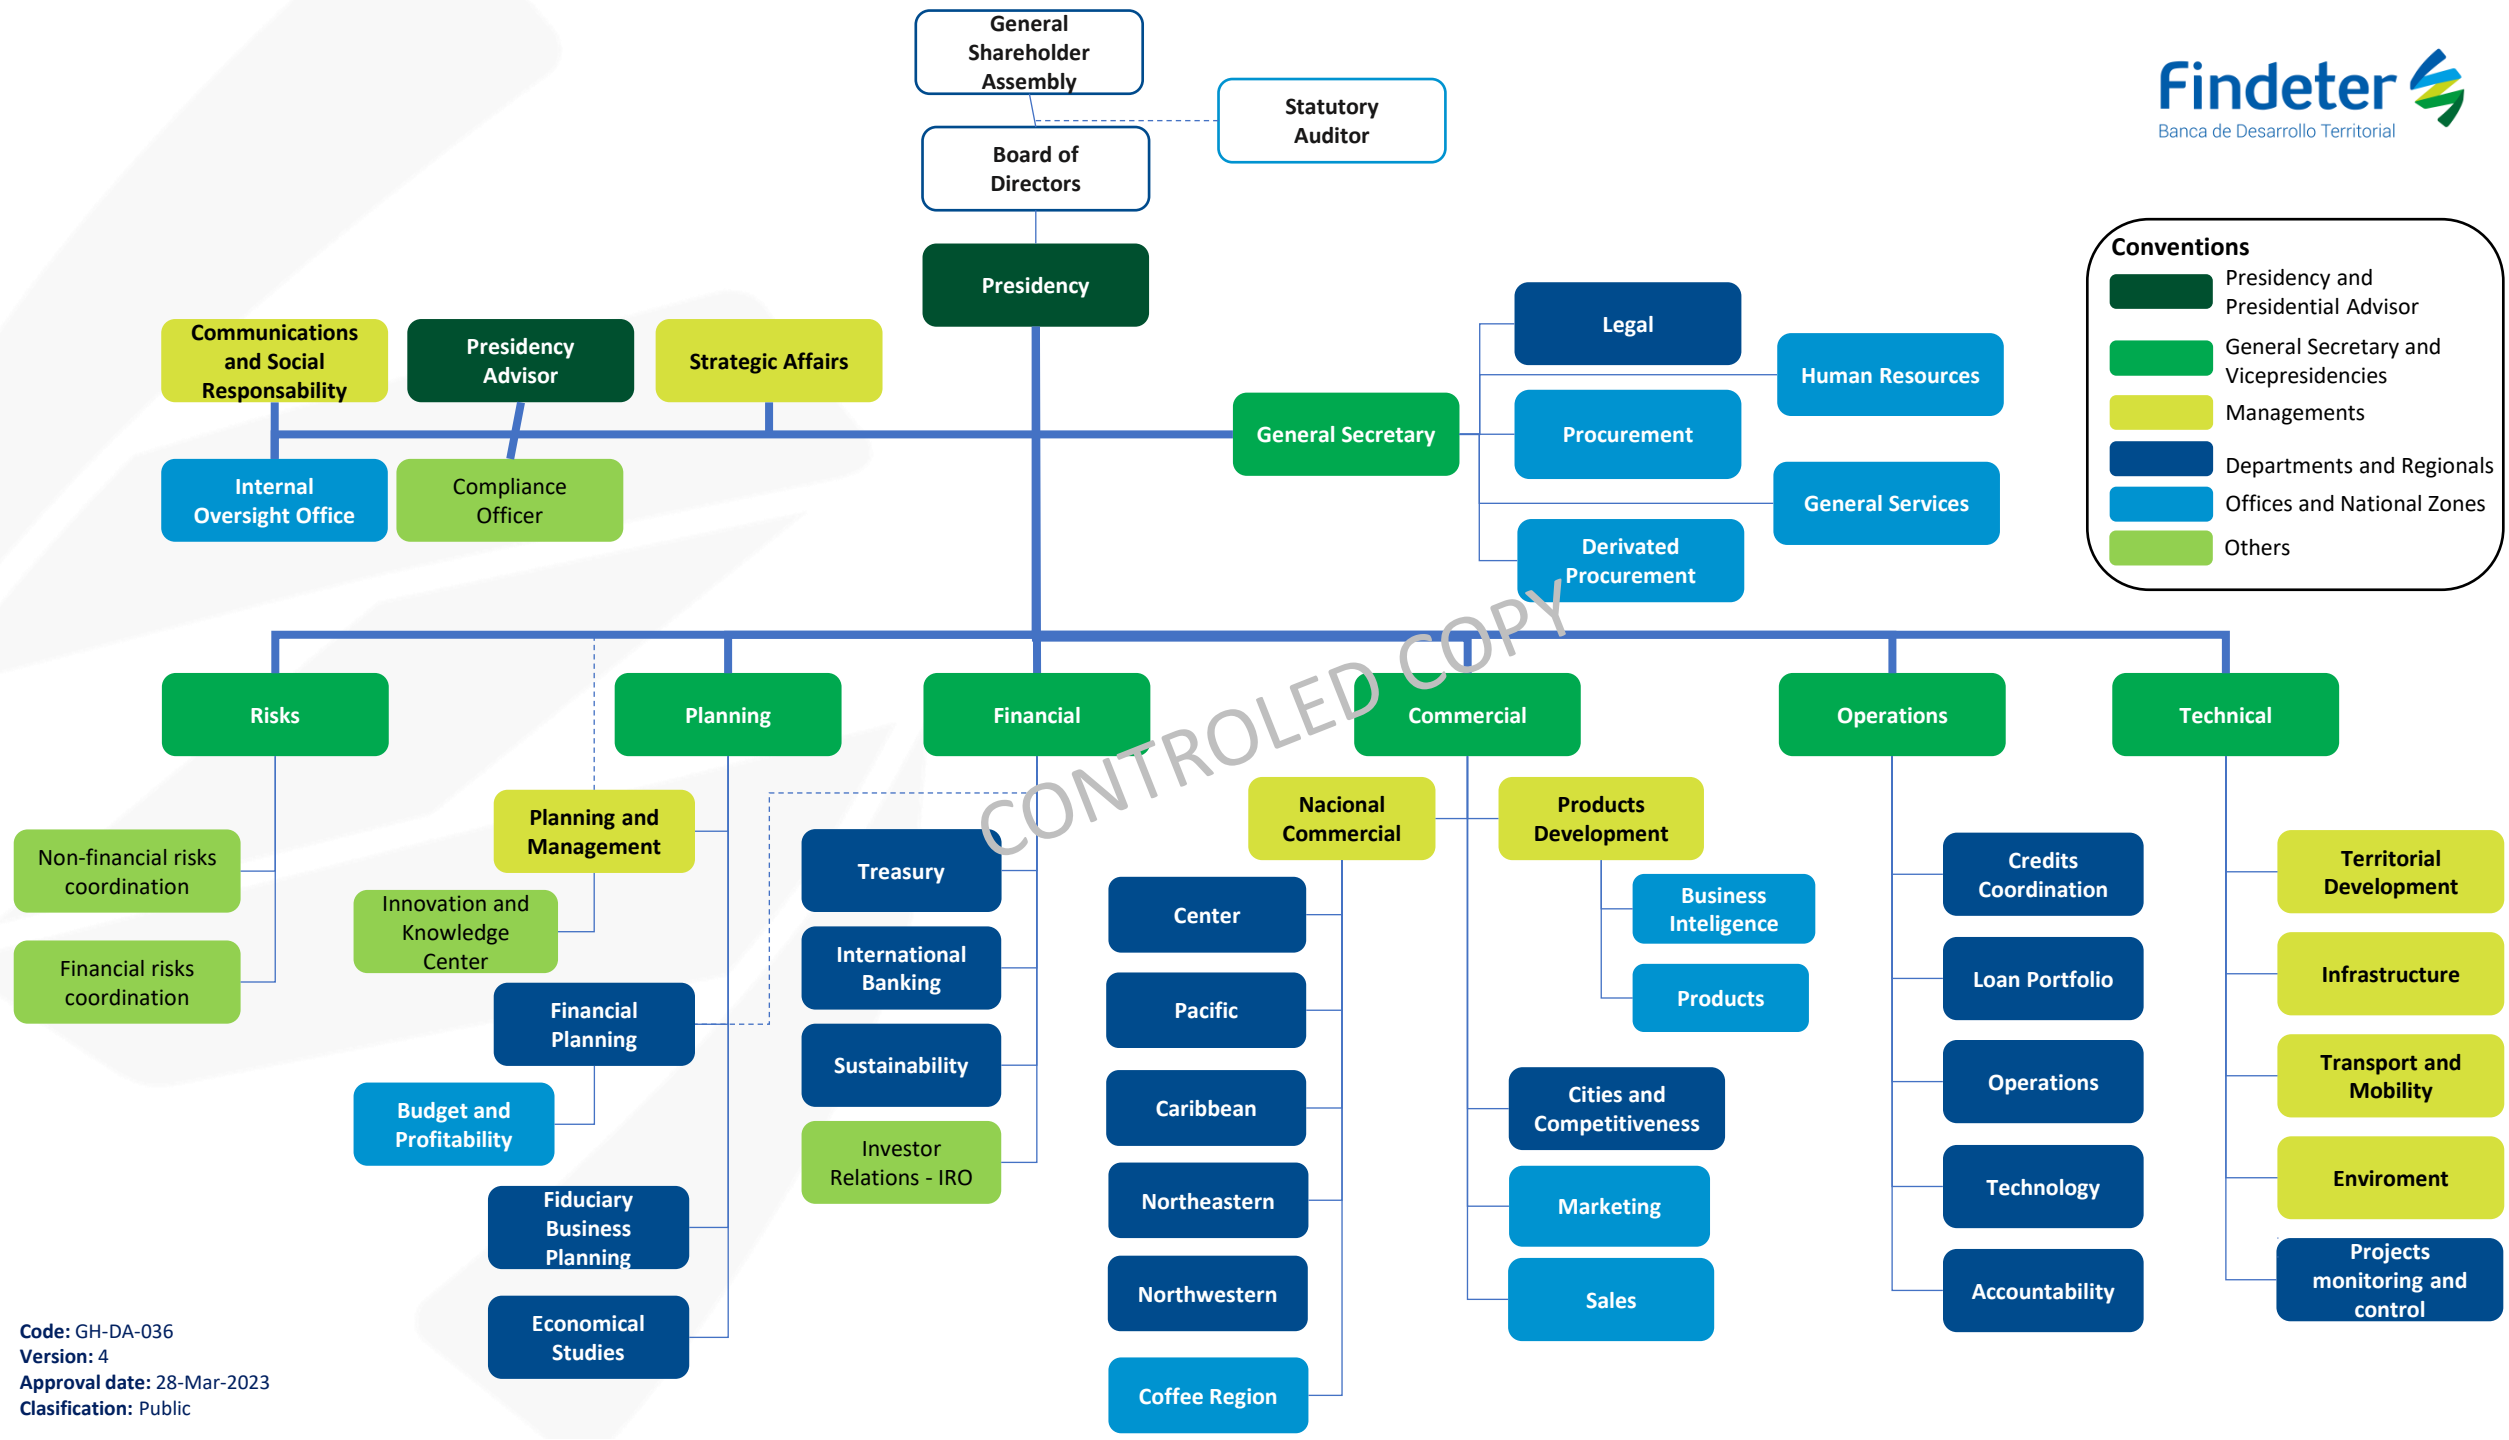 General
Shareholder
Assembly
Statutory
Auditor
Board of
Directors
Presidency
Findeter
Banca de Desarrollo Territorial
Conventions
Presidency and
Presidential Advisor
General Secretary and
Vicepresidencies
Managements
Departments and Regionals
Offices and National Zones
Others
Communications
and Social
Responsability
Presidency
Advisor
Strategic Affairs
Internal
Oversight Office
Compliance
Officer
General Secretary
Legal
Human Resources
Procurement
General Services
Derivated
Procurement
CONTROLED COPY
Risks
Planning
Financial
Commercial
Operations
Technical
Non-financial risks
coordination
Financial risks
coordination
Planning and
Management
Innovation and
Knowledge
Center
Financial
Planning
Budget and
Profitability
Fiduciary
Business
Planning
Economical
Studies
Treasury
International
Banking
Sustainability
Investor
Relations - IRO
Nacional
Commercial
Center
Pacific
Caribbean
Northeastern
Northwestern
Coffee Region
Products
Development
Business
Inteligence
Products
Cities and
Competitiveness
Marketing
Sales
Credits
Coordination
Loan Portfolio
Operations
Technology
Accountability
Territorial
Development
Infrastructure
Transport and
Mobility
Enviroment
Projects
monitoring and
control
Code: GH-DA-036
Version: 4
Approval date: 28-Mar-2023
Clasification: Public